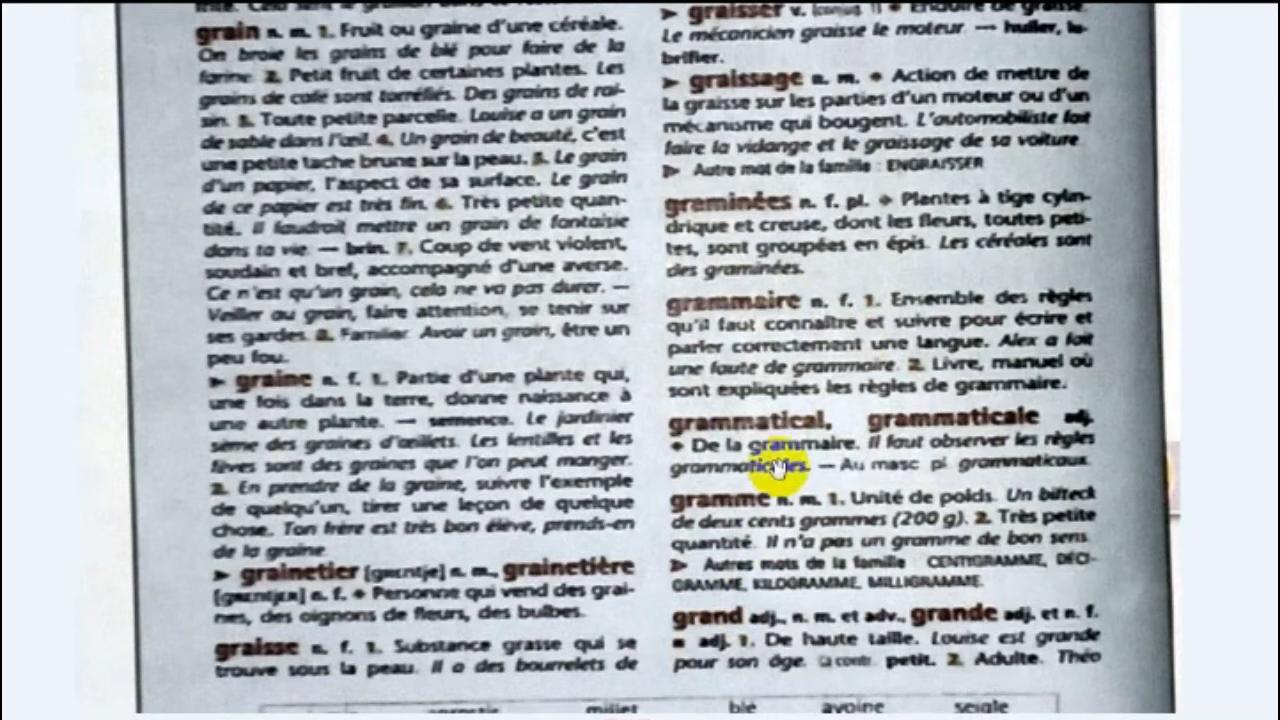 grain n. m. 1. Fruit ou graine d'une céréale.
On broie les grains de blé pour faire de la
farine. 2. Petit fruit de certaines plantes. Les
grains de café sont torréfiés. Des grains de rai-
sin. 3. Toute petite parcelle. Louise a un grain
de sable dans l'œil. 4. Un grain de beauté, c'est
une petite tache brune sur la peau. 5. Le grain
d'un papier, l'aspect de sa surface. Le grain
de ce papier est très fin. 6. Très petite quan-
tité. Il faudrait mettre un grain de fantaisie
dans ta vie. — brin. 7. Coup de vent violent,
soudain et bref, accompagné d'une averse.
Ce n'est qu'un grain, cela ne va pas durer. —
Veiller au grain, faire attention, se tenir sur
ses gardes. 8. Familier. Avoir un grain, être un
peu fou.
► graine n. f. 1. Partie d'une plante qui,
une fois dans la terre, donne naissance à
une autre plante. — semence. Le jardinier
sème des graines d'œillets. Les lentilles et les
fèves sont des graines que l'on peut manger.
2. En prendre de la graine, suivre l'exemple
de quelqu'un, tirer une leçon de quelque
chose. Ton frère est très bon élève, prends-en
de la graine.
► grainetier [gʀɛntje] n. m., grainetière
[gʀɛntjɛʀ] n. f. ♦ Personne qui vend des grai-
nes, des oignons de fleurs, des bulbes.
graisse n. f. 1. Substance grasse qui se
trouve sous la peau. Il a des bourrelets de
► graisser v. (conjug. 1) ♦ Enduire de graisse.
Le mécanicien graisse le moteur. — huiler, lu-
brifier.
► graissage n. m. ♦ Action de mettre de
la graisse sur les parties d'un moteur ou d'un
mécanisme qui bougent. L'automobiliste fait
faire la vidange et le graissage de sa voiture.
▷ Autre mot de la famille : ENGRAISSER
graminées n. f. pl. ♦ Plantes à tige cylin-
drique et creuse, dont les fleurs, toutes peti-
tes, sont groupées en épis. Les céréales sont
des graminées.
grammaire n. f. 1. Ensemble des règles
qu'il faut connaître et suivre pour écrire et
parler correctement une langue. Alex a fait
une faute de grammaire. 2. Livre, manuel où
sont expliquées les règles de grammaire.
grammatical, grammaticale adj.
♦ De la grammaire. Il faut observer les règles
grammaticales. — Au masc. pl. grammaticaux.
gramme n. m. 1. Unité de poids. Un bifteck
de deux cents grammes (200 g). 2. Très petite
quantité. Il n'a pas un gramme de bon sens.
▷ Autres mots de la famille : CENTIGRAMME, DÉCI-
GRAMME, KILOGRAMME, MILLIGRAMME.
grand adj., n. m. et adv., grande adj. et n. f.
■ adj. 1. De haute taille. Louise est grande
pour son âge. contr. petit. 2. Adulte. Théo
millet blé avoine seigle